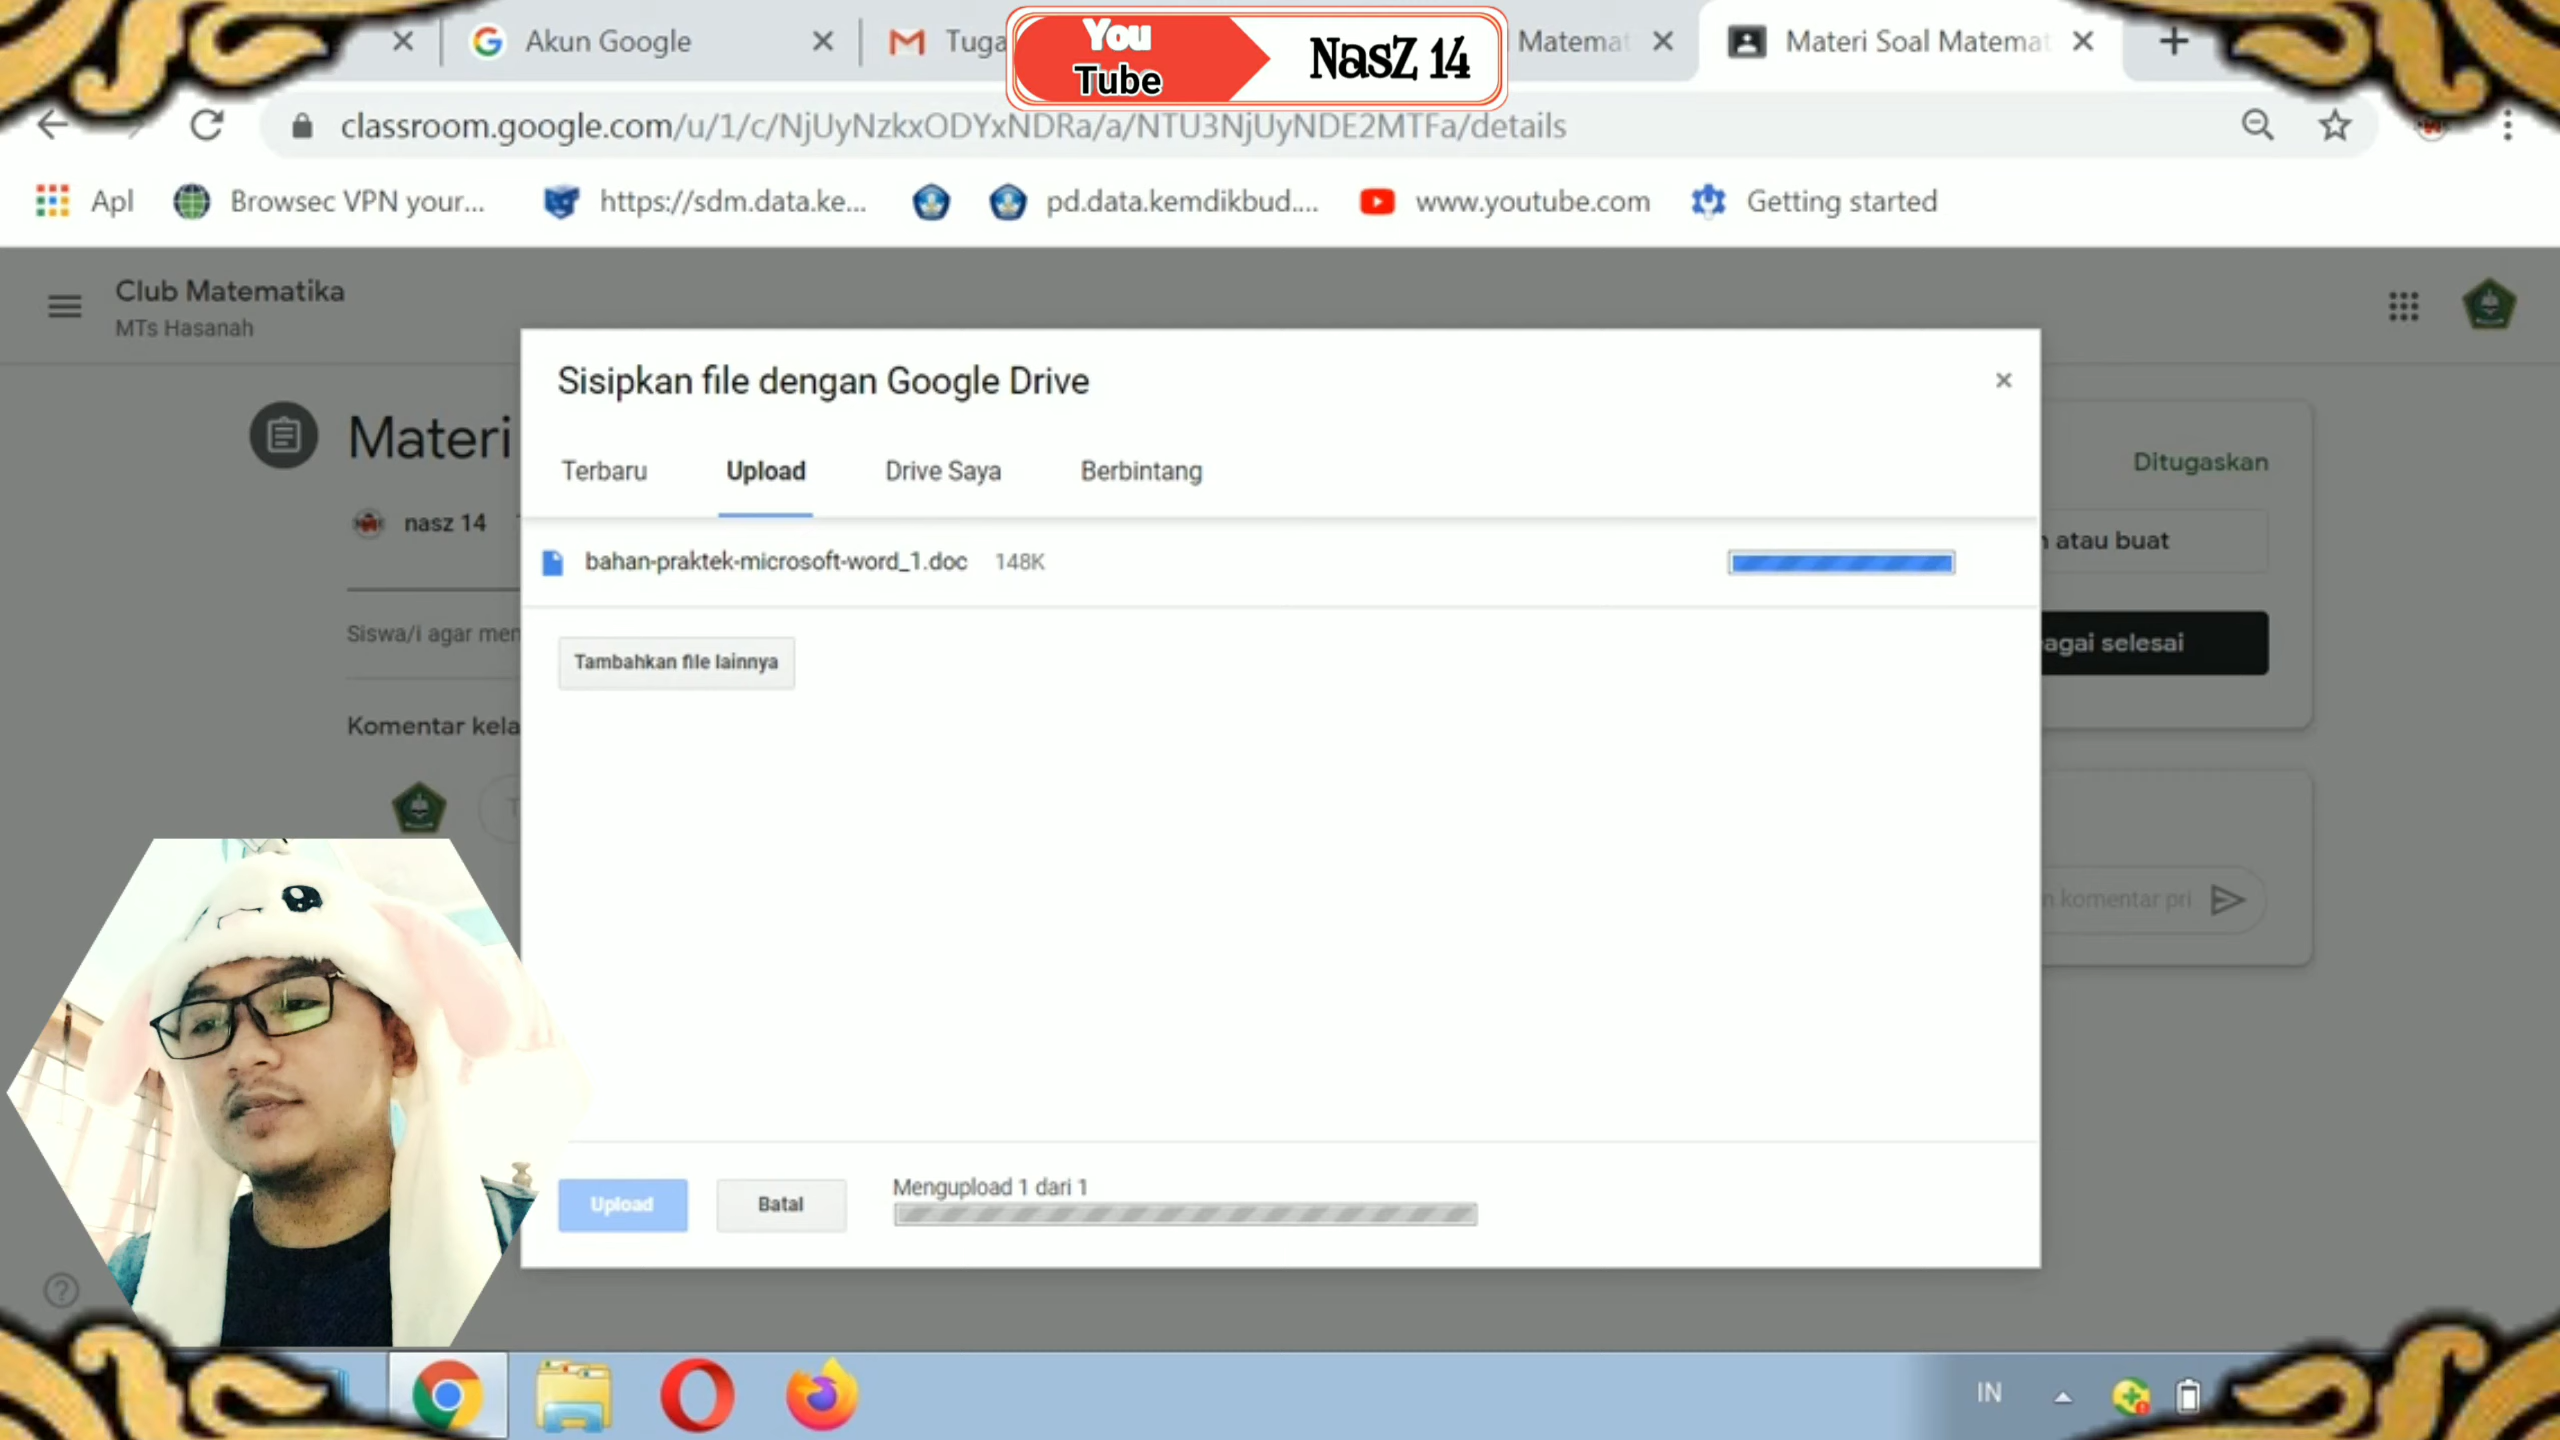 Akun Google
Tuga
You
Tube
NasZ 14
Matemat
Materi Soal Matemat
classroom.google.com/u/1/c/NjUyNzkxODYxNDRa/a/NTU3NjUyNDE2MTFa/details
Apl
Browsec VPN your...
https://sdm.data.ke...
pd.data.kemdikbud....
www.youtube.com
Getting started
Club Matematika
MTs Hasanah
Sisipkan file dengan Google Drive
Materi
Terbaru
Upload
Drive Saya
Berbintang
Ditugaskan
nasz 14
bahan-praktek-microsoft-word_1.doc 148K
atau buat
Siswa/i agar men
Tambahkan file lainnya
agai selesai
Komentar kela
komentar pri
Mengupload 1 dari 1
Upload
Batal
IN